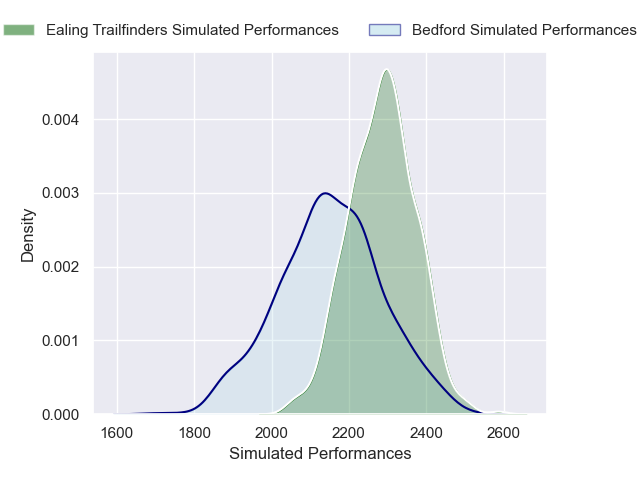 Ealing Trailfinders Simulated Performances
Bedford Simulated Performances
0.004
0.003
0.002
0.001
0.000
Density
1600
1800
2000
2200
2400
2600
Simulated Performances